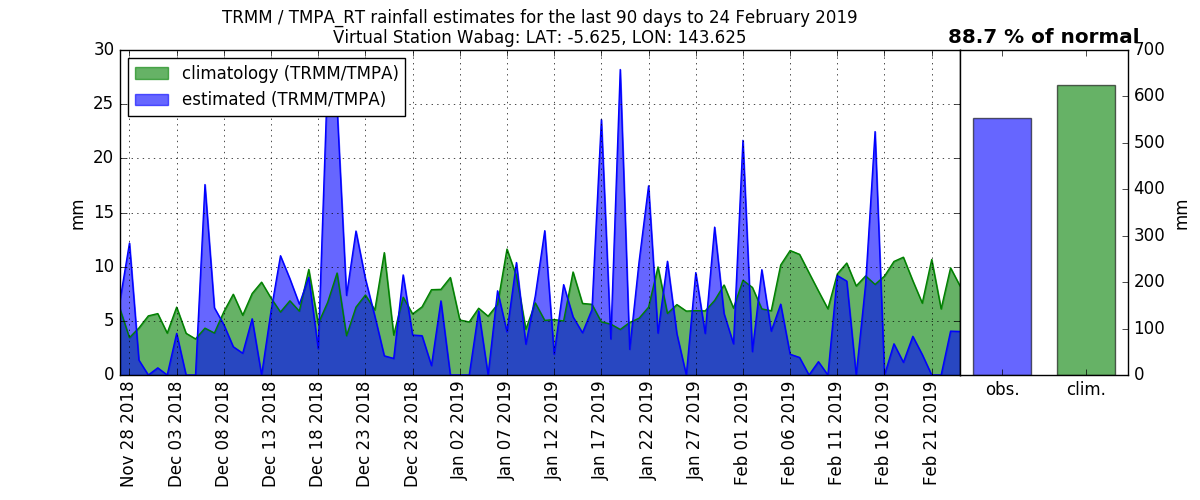 TRMM / TMPA_RT rainfall estimates for the last 90 days to 24 February 2019
Virtual Station Wabag: LAT: -5.625, LON: 143.625
88.7 % of normal
climatology (TRMM/TMPA)
estimated (TRMM/TMPA)
30
25
20
15
10
5
0
mm
700
600
500
400
300
200
100
0
mm
obs.
clim.
Nov 28 2018
Dec 03 2018
Dec 08 2018
Dec 13 2018
Dec 18 2018
Dec 23 2018
Dec 28 2018
Jan 02 2019
Jan 07 2019
Jan 12 2019
Jan 17 2019
Jan 22 2019
Jan 27 2019
Feb 01 2019
Feb 06 2019
Feb 11 2019
Feb 16 2019
Feb 21 2019